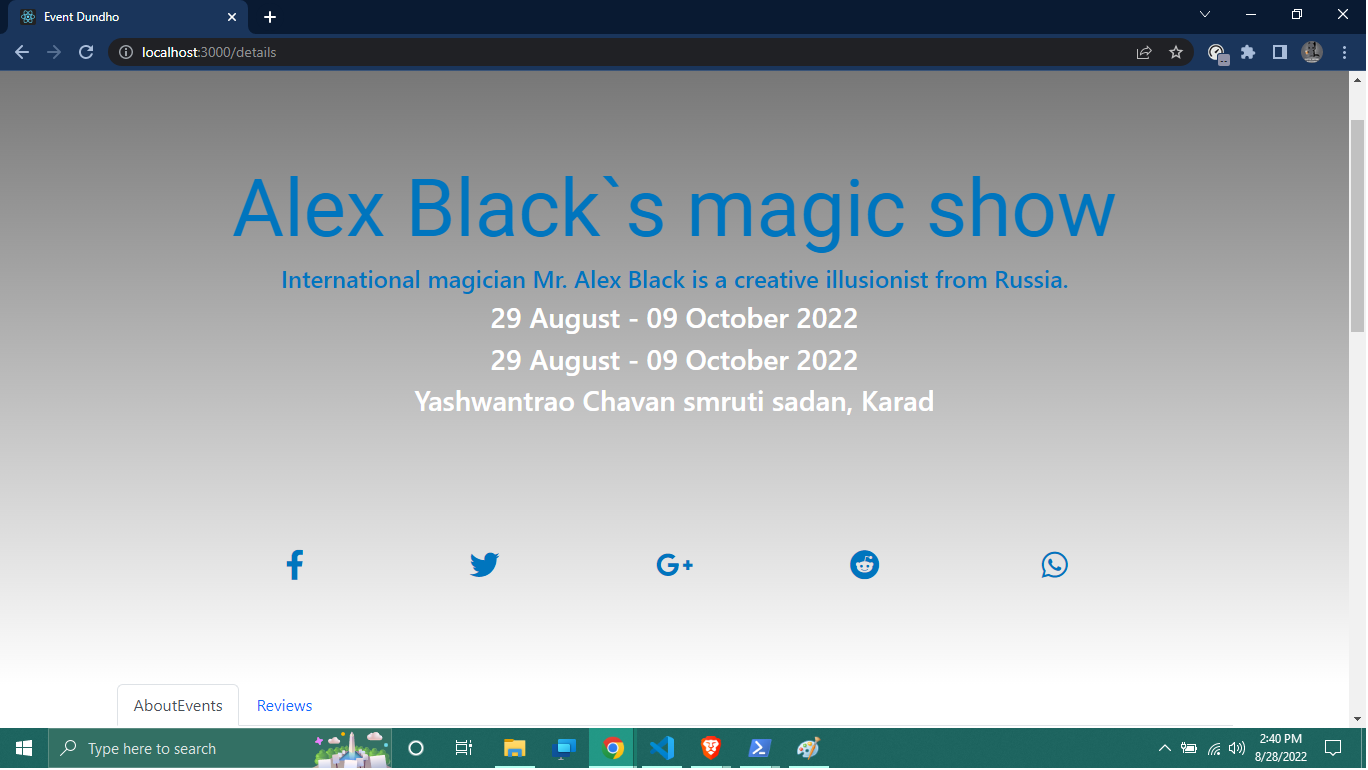 Event Dundho
localhost:3000/details
Alex Black`s magic show
International magician Mr. Alex Black is a creative illusionist from Russia.
29 August - 09 October 2022
29 August - 09 October 2022
Yashwantrao Chavan smruti sadan, Karad
G+
AboutEvents
Reviews
Type here to search
2:40 PM
8/28/2022